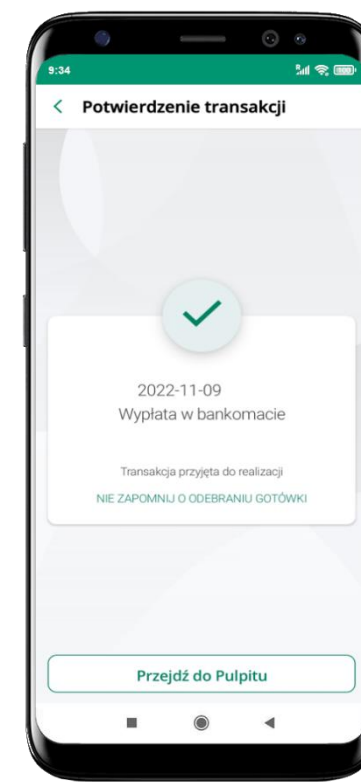 9:34
Potwierdzenie transakcji
2022-11-09
Wypłata w bankomacie
Transakcja przyjęta do realizacji
NIE ZAPOMNIJ O ODEBRANIU GOTÓWKI
Przejdź do Pulpitu